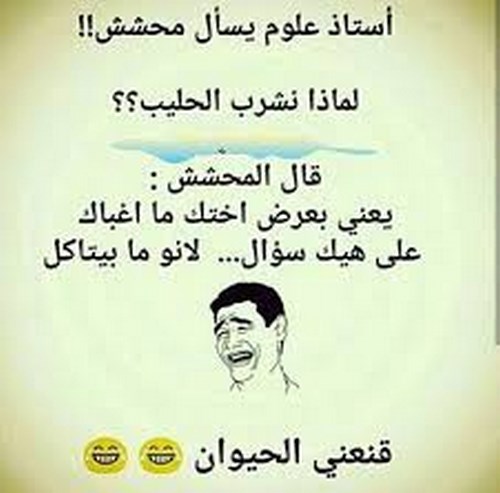 أستاذ علوم يسأل محشش!!
لماذا نشرب الحليب؟؟
قال المحشش :
يعني بعرض اختك ما اغباك
على هيك سؤال... لانو ما بيتاكل
قنعني الحيوان 😂 😂